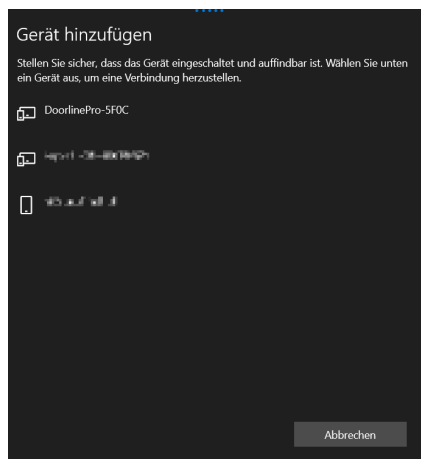 Gerät hinzufügen
Stellen Sie sicher, dass das Gerät eingeschaltet und auffindbar ist. Wählen Sie unten
ein Gerät aus, um eine Verbindung herzustellen.
DoorlinePro-5F0C
Abbrechen